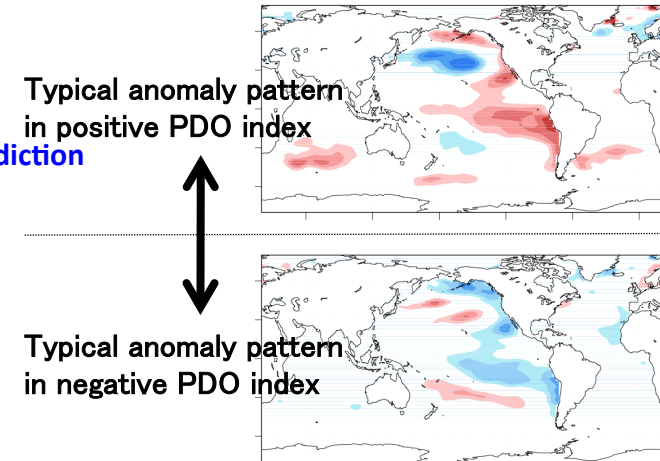 Typical anomaly pattern
in positive PDO index
diction
Typical anomaly pattern
in negative PDO index